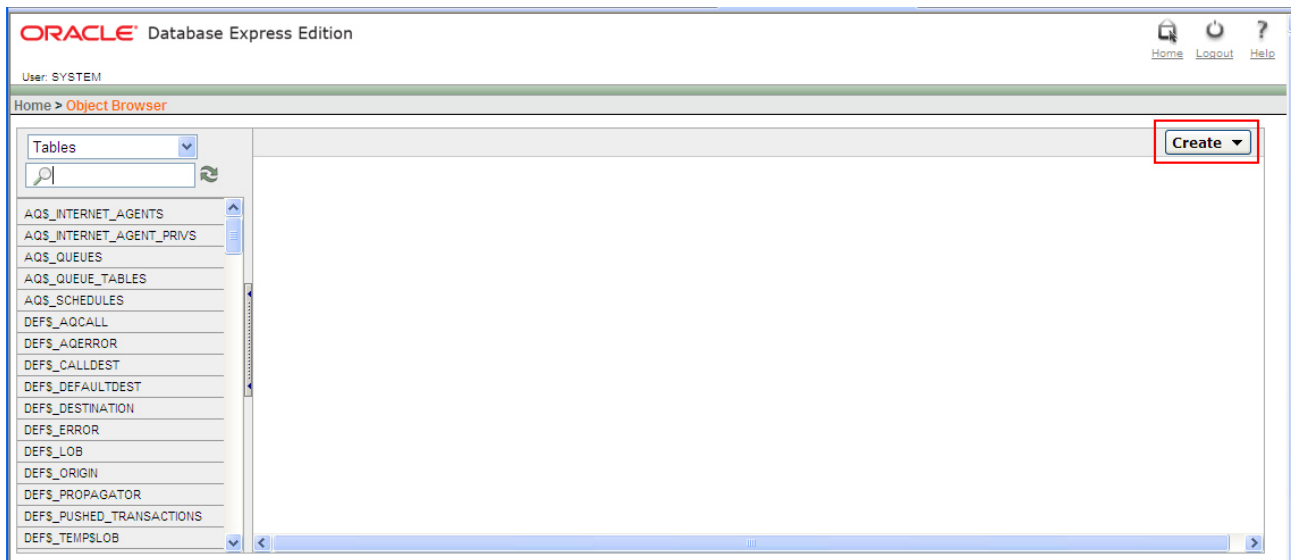 ORACLE® Database Express Edition
Home Logout ? Help
User: SYSTEM
Home > Object Browser
Tables
Create
AQ$_INTERNET_AGENTS
AQ$_INTERNET_AGENT_PRIVS
AQ$_QUEUES
AQ$_QUEUE_TABLES
AQ$_SCHEDULES
DEF$_AQCALL
DEF$_AQERROR
DEF$_CALLDEST
DEF$_DEFAULTDEST
DEF$_DESTINATION
DEF$_ERROR
DEF$_LOB
DEF$_ORIGIN
DEF$_PROPAGATOR
DEF$_PUSHED_TRANSACTIONS
DEF$_TEMP$LOB